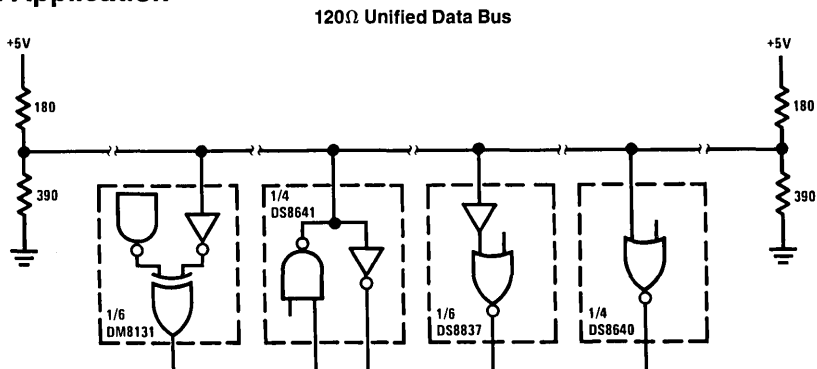 Application
120Ω Unified Data Bus
+5V
+5V
180
180
390
390
1/6
DM8131
1/4
DS8641
1/6
DS8837
1/4
DS8640